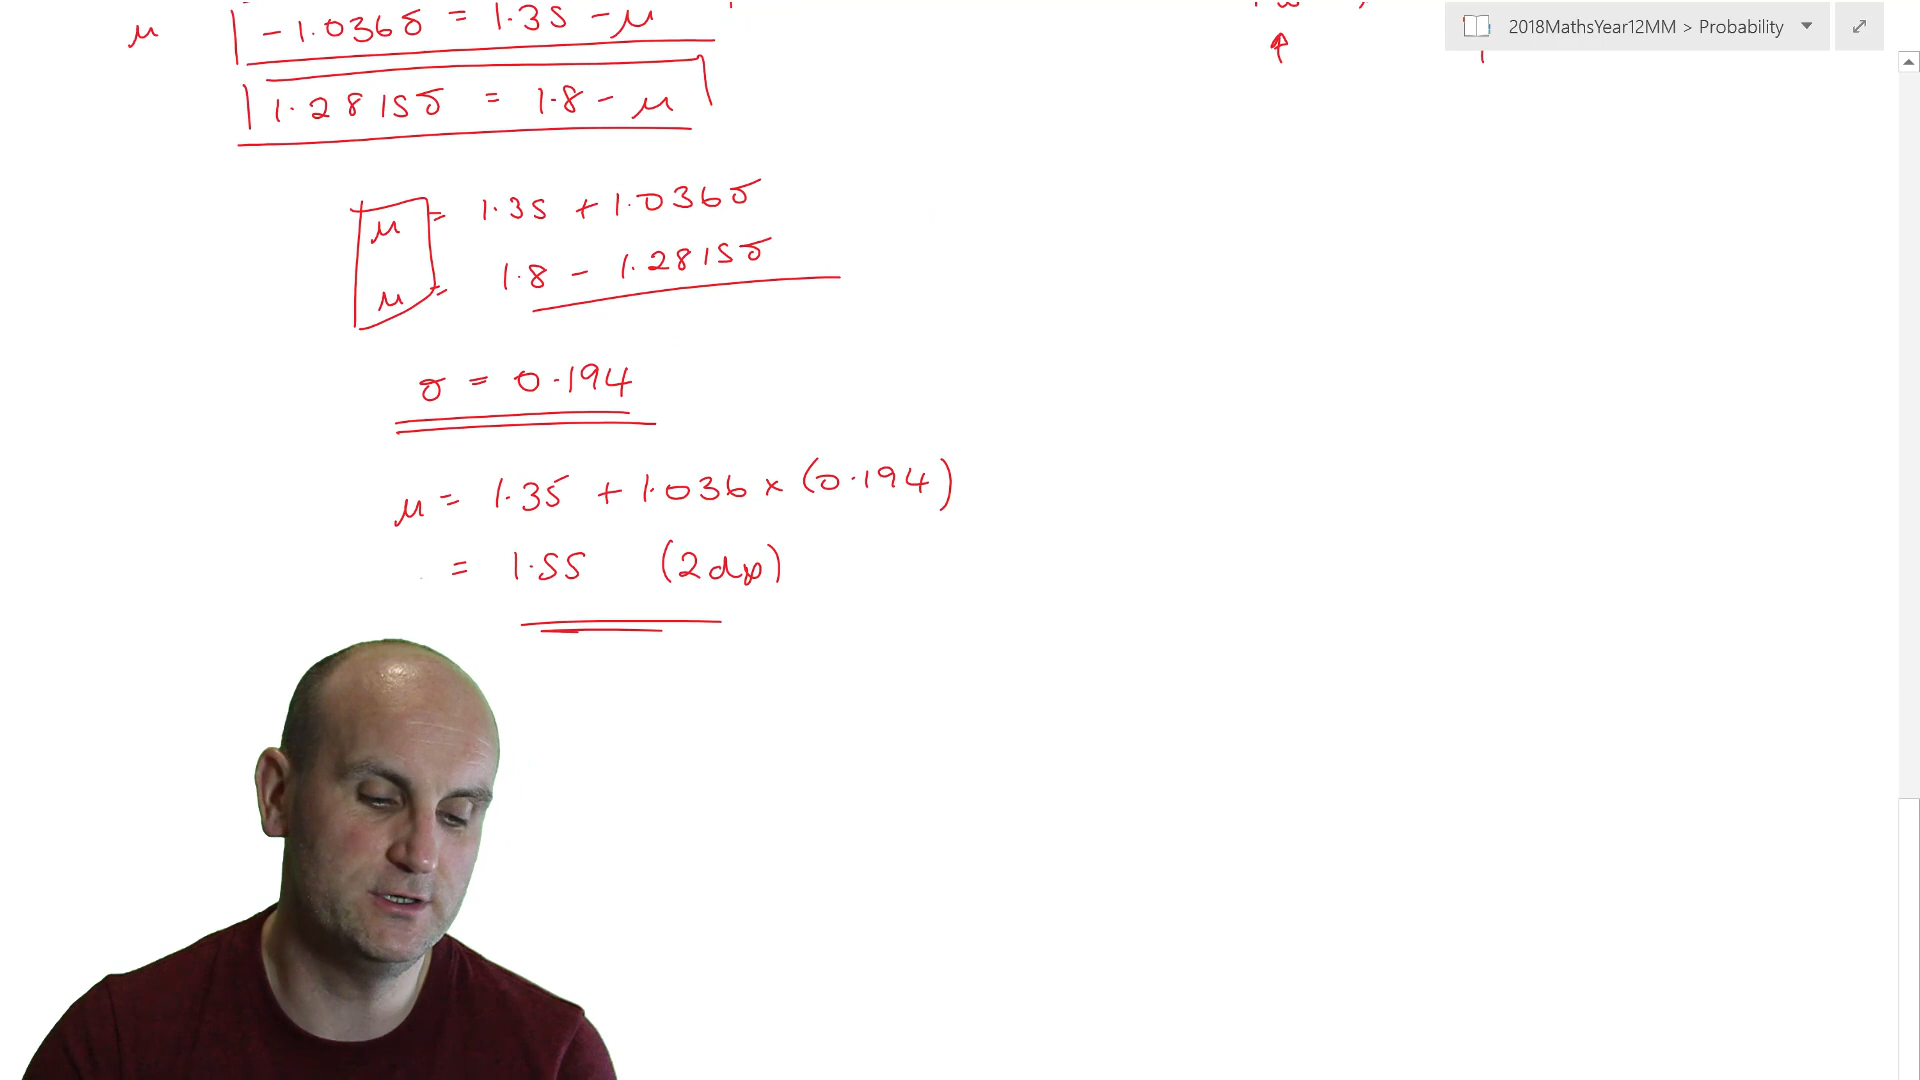 μ
-1.036σ = 1.35 - μ
1.2815σ = 1.8 - μ
μ = 1.35 + 1.036σ
μ = 1.8 - 1.2815σ
σ = 0.194
μ = 1.35 + 1.036 × (0.194)
= 1.55 (2dp)
2018MathsYear12MM > Probability